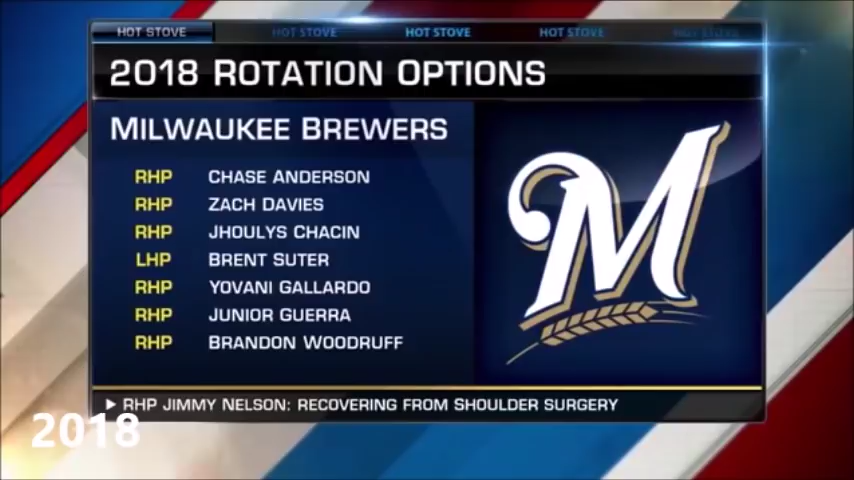 HOT STOVE HOT STOVE HOT STOVE HOT STOVE HOT STOVE
2018 ROTATION OPTIONS
MILWAUKEE BREWERS
RHP CHASE ANDERSON
RHP ZACH DAVIES
RHP JHOULYS CHACIN
LHP BRENT SUTER
RHP YOVANI GALLARDO
RHP JUNIOR GUERRA
RHP BRANDON WOODRUFF
M
RHP JIMMY NELSON: RECOVERING FROM SHOULDER SURGERY
2018